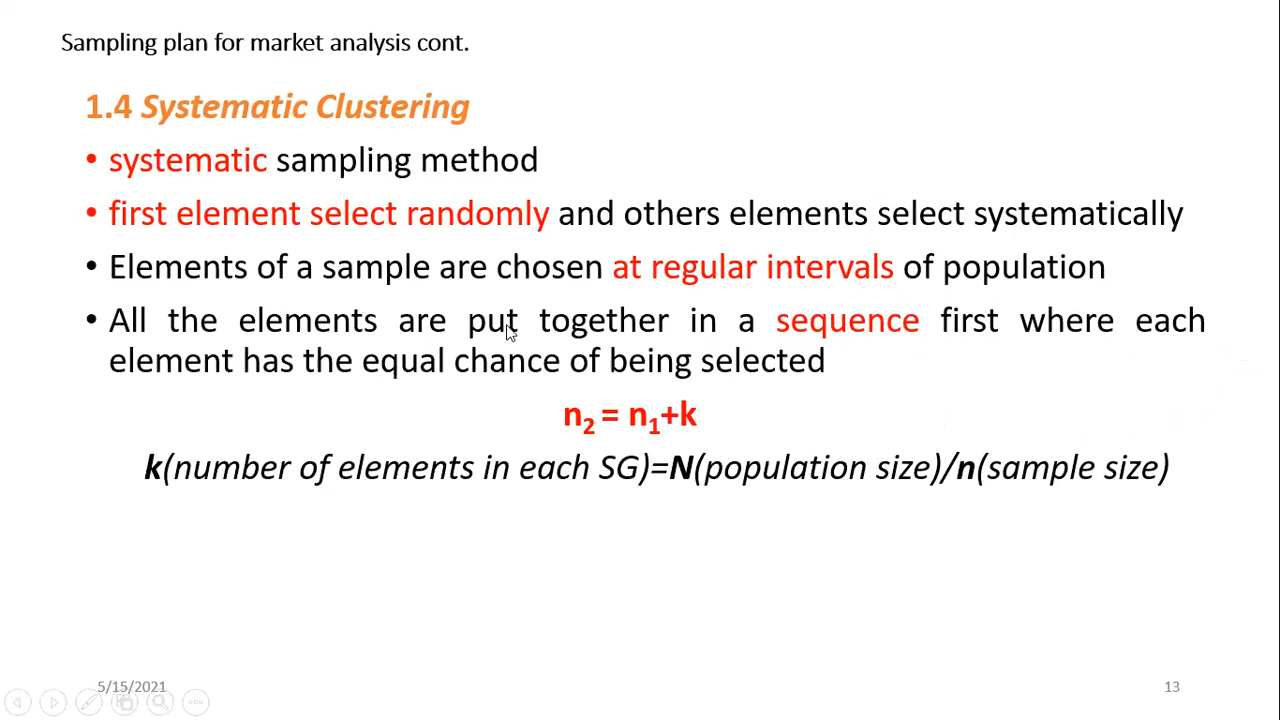 Sampling plan for market analysis cont.
1.4 Systematic Clustering
• systematic sampling method
• first element select randomly and others elements select systematically
• Elements of a sample are chosen at regular intervals of population
• All the elements are put together in a sequence first where each
element has the equal chance of being selected
n₂ = n₁+k
k(number of elements in each SG)=N(population size)/n(sample size)
5/15/2021
13